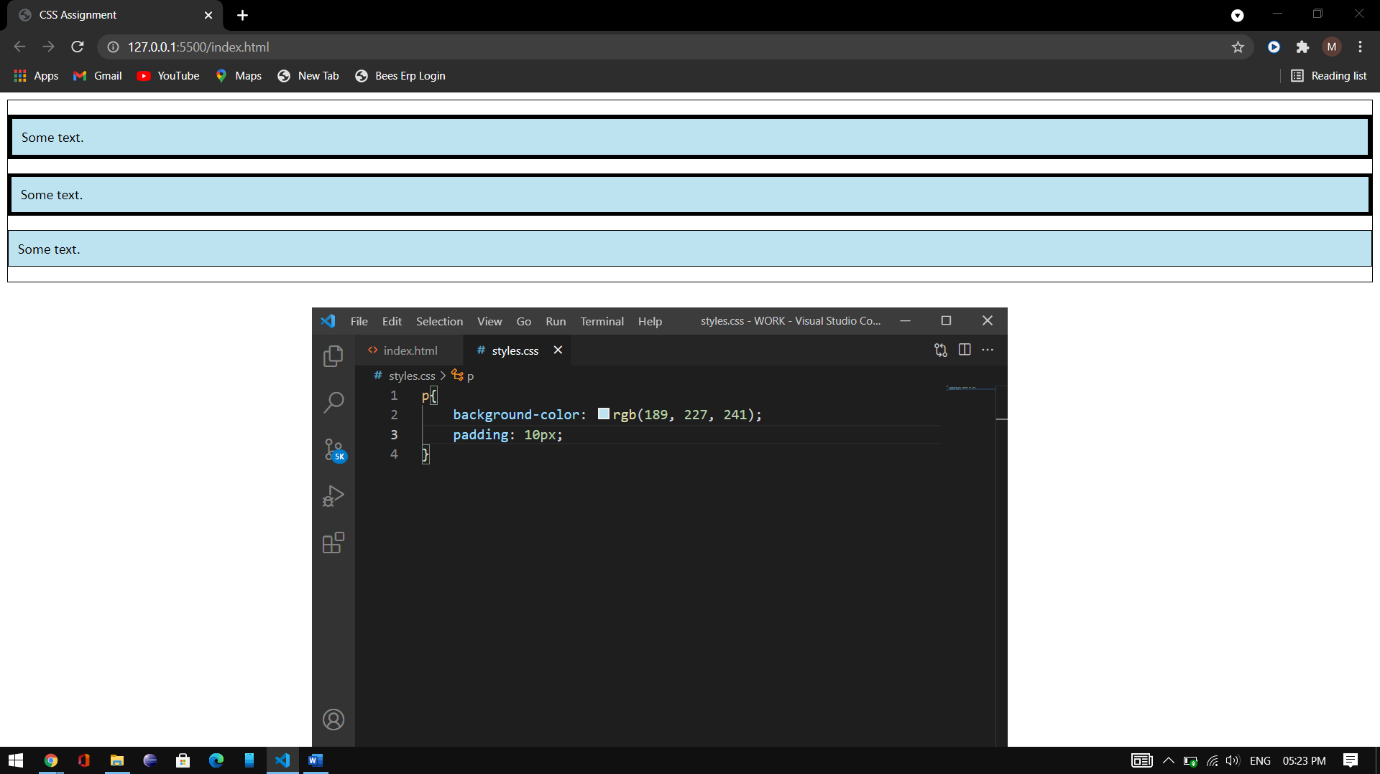 CSS Assignment
127.0.0.1:5500/index.html
M
Apps Gmail YouTube Maps New Tab Bees Erp Login Reading list
Some text.
Some text.
Some text.
File Edit Selection View Go Run Terminal Help styles.css - WORK - Visual Studio Co...
<> index.html # styles.css
# styles.css > p
1 p{
2 background-color: rgb(189, 227, 241);
3 padding: 10px;
4 }
5K
ENG 05:23 PM